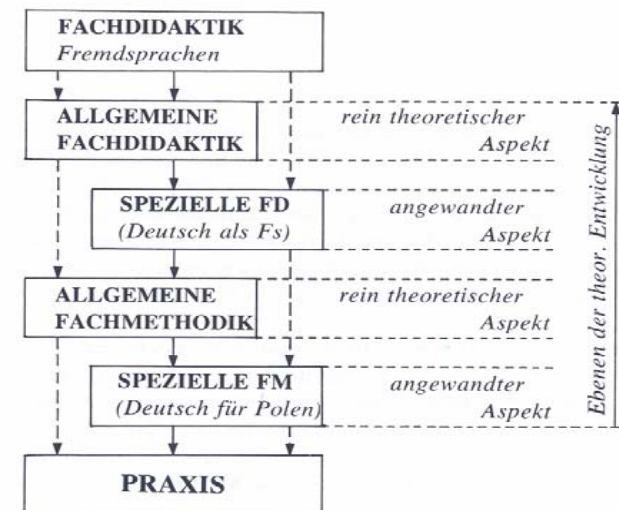 FACHDIDAKTIK
Fremdsprachen
ALLGEMEINE
FACHDIDAKTIK
rein theoretischer
Aspekt
SPEZIELLE FD
(Deutsch als Fs)
angewandter
Aspekt
ALLGEMEINE
FACHMETHODIK
rein theoretischer
Aspekt
SPEZIELLE FM
(Deutsch für Polen)
angewandter
Aspekt
PRAXIS
Ebenen der theor. Entwicklung